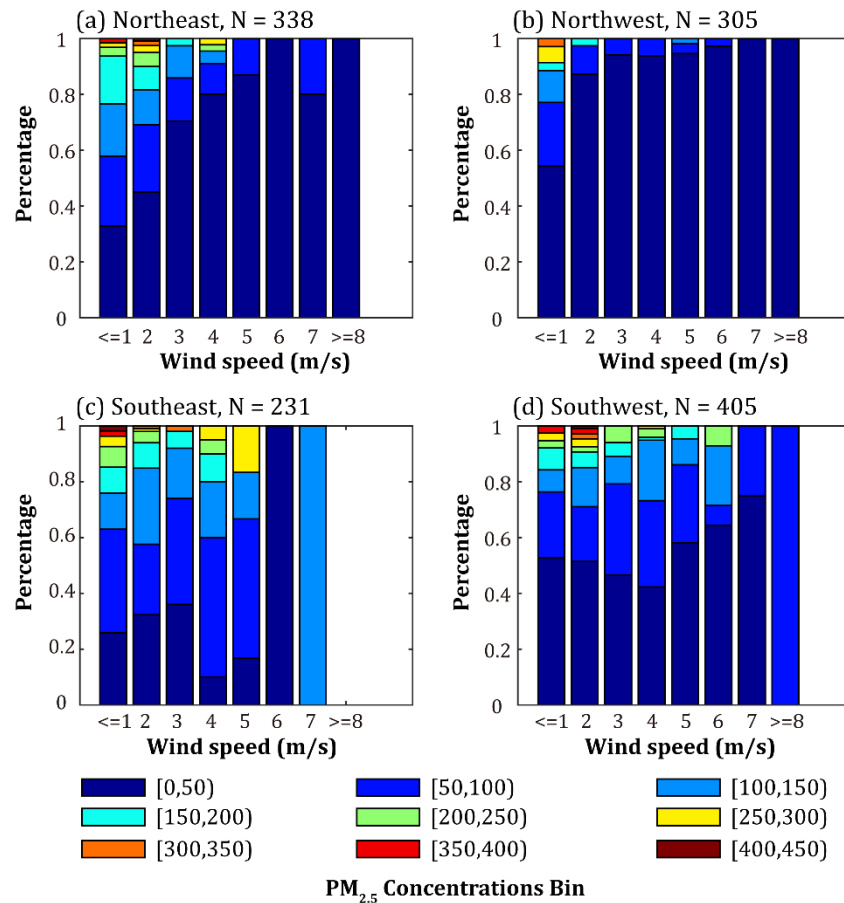 (a) Northeast, N = 338
Percentage
1
0.8
0.6
0.4
0.2
0
<=1 2 3 4 5 6 7 >=8
Wind speed (m/s)
(b) Northwest, N = 305
Percentage
1
0.8
0.6
0.4
0.2
0
<=1 2 3 4 5 6 7 >=8
Wind speed (m/s)
(c) Southeast, N = 231
Percentage
1
0.8
0.6
0.4
0.2
0
<=1 2 3 4 5 6 7 >=8
Wind speed (m/s)
(d) Southwest, N = 405
Percentage
1
0.8
0.6
0.4
0.2
0
<=1 2 3 4 5 6 7 >=8
Wind speed (m/s)
[0,50) [50,100) [100,150)
[150,200) [200,250) [250,300)
[300,350) [350,400) [400,450)
PM2.5 Concentrations Bin